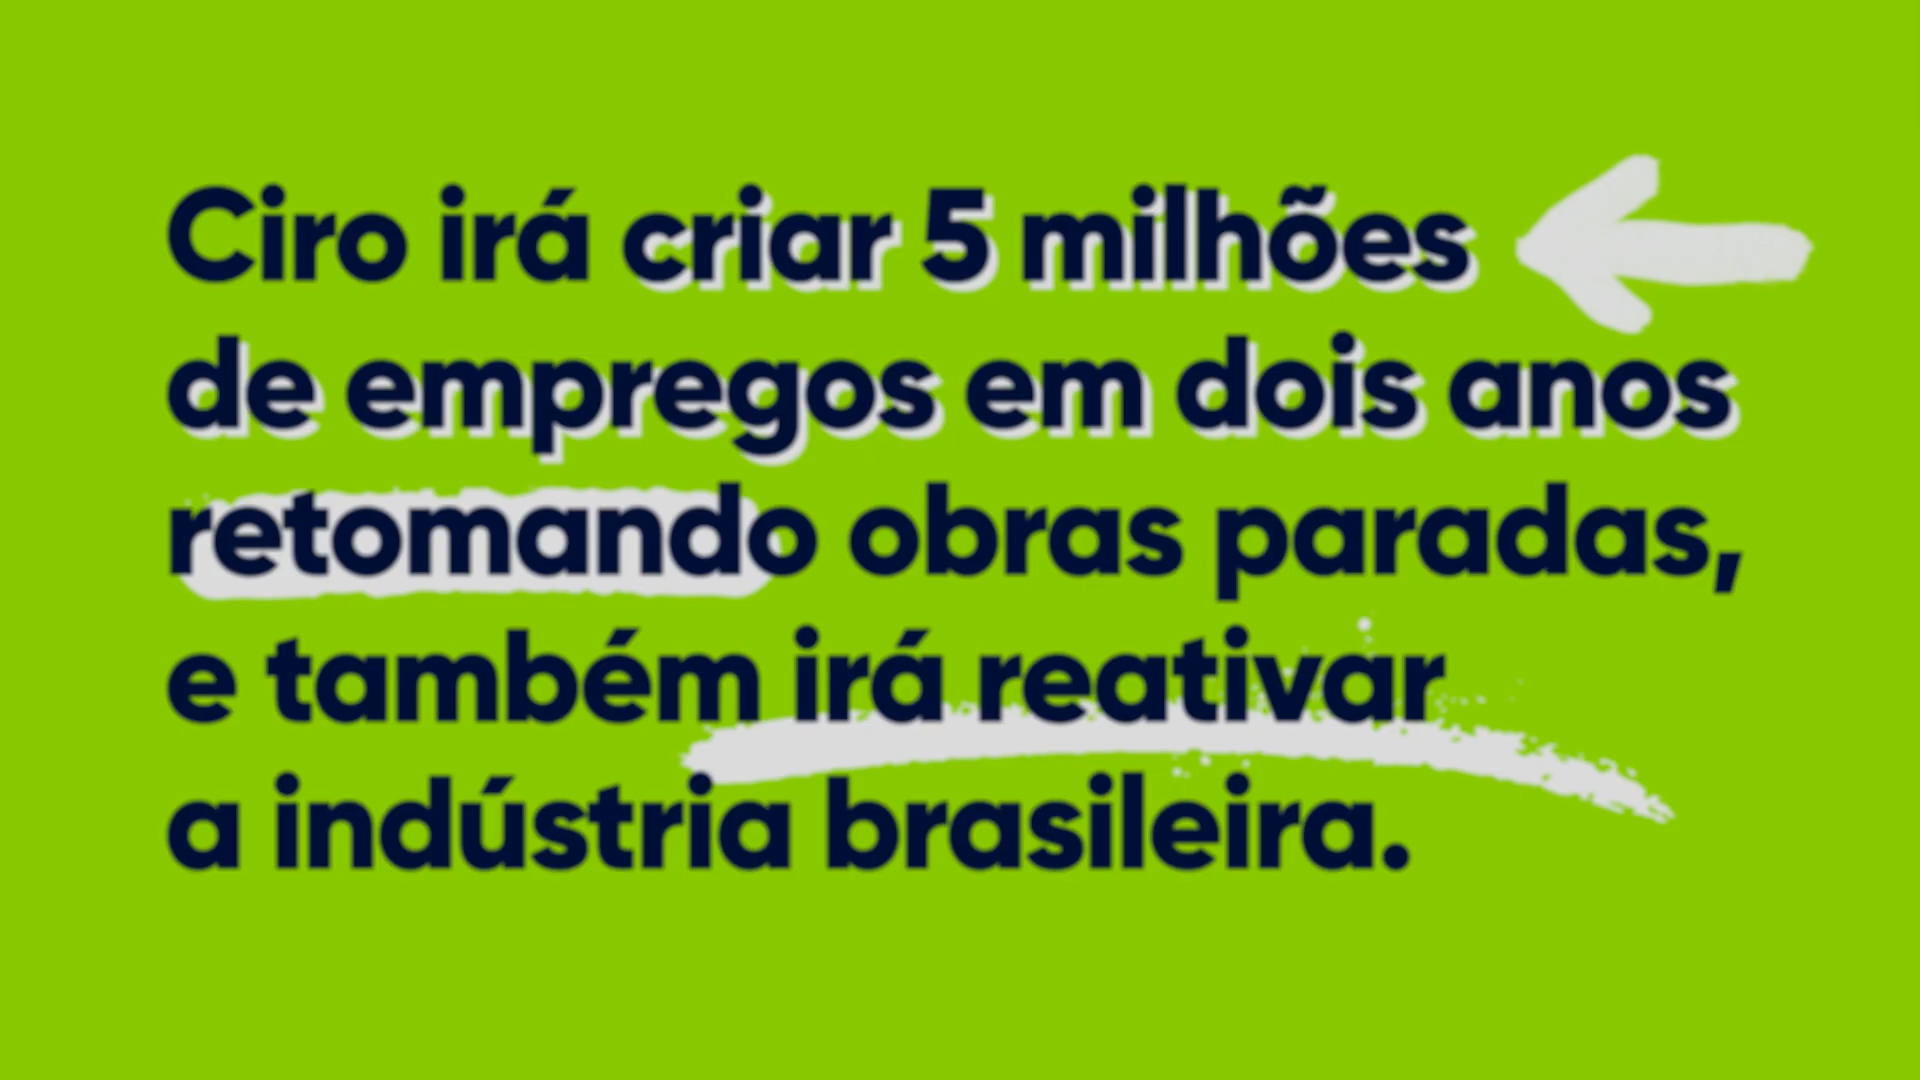 Ciro irá criar 5 milhões
de empregos em dois anos
retomando obras paradas,
e também irá reativar
a indústria brasileira.